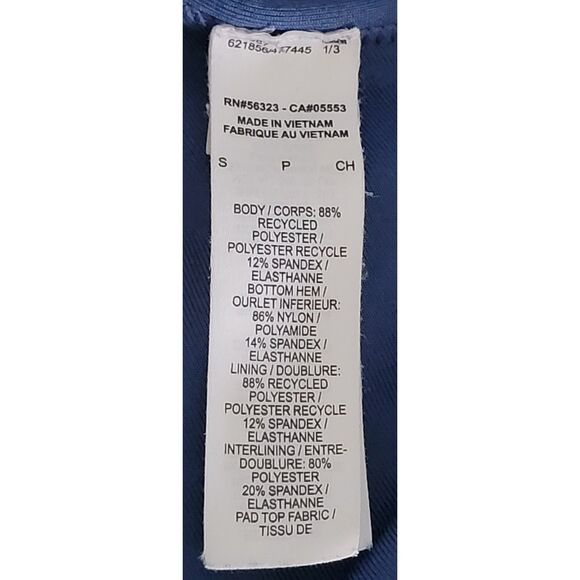 1/3
RN#56323 - CA#05553
MADE IN VIETNAM
FABRIQUE AU VIETNAM
S P CH
BODY / CORPS: 88%
RECYCLED
POLYESTER /
POLYESTER RECYCLE
12% SPANDEX /
ELASTHANNE
BOTTOM HEM /
OURLET INFERIEUR:
86% NYLON /
POLYAMIDE
14% SPANDEX /
ELASTHANNE
LINING / DOUBLURE:
88% RECYCLED
POLYESTER /
POLYESTER RECYCLE
12% SPANDEX /
ELASTHANNE
INTERLINING / ENTRE-
DOUBLURE: 80%
POLYESTER
20% SPANDEX /
ELASTHANNE
PAD TOP FABRIC /
TISSU DE